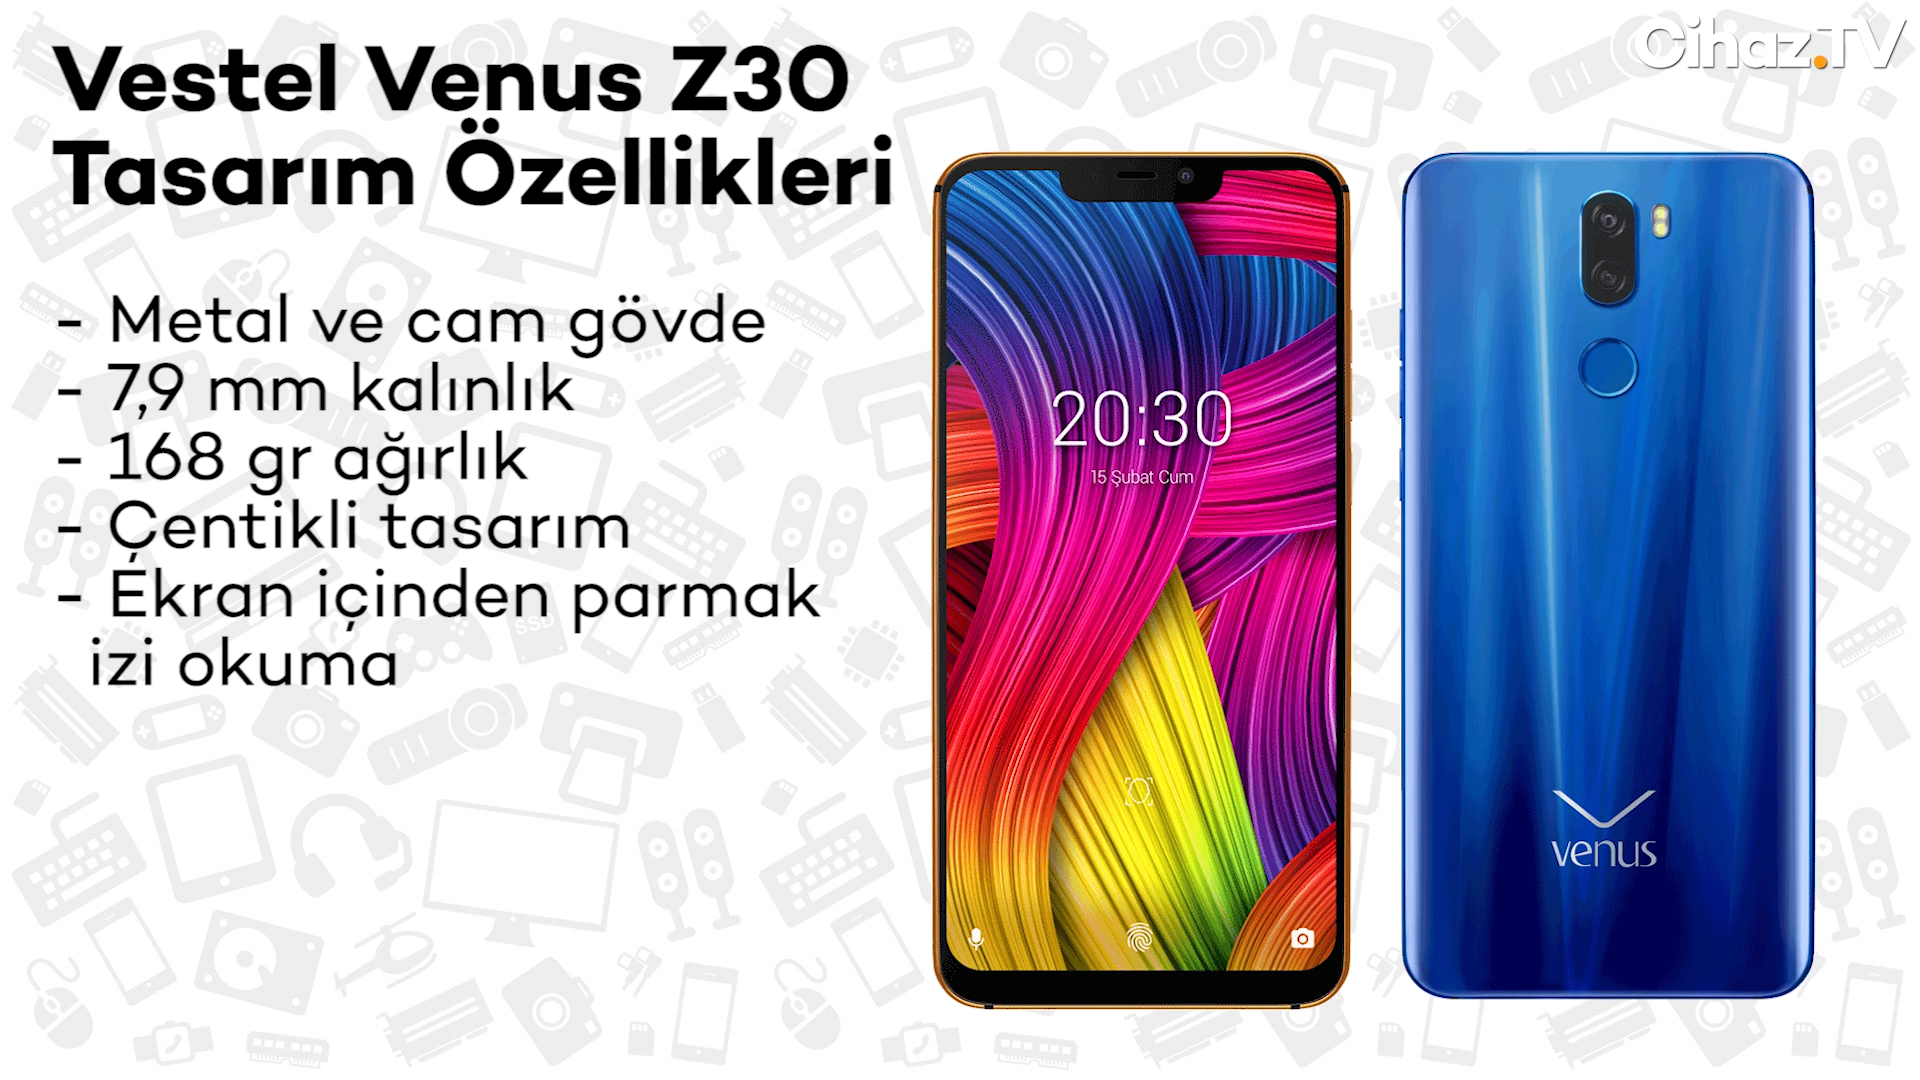 Vestel Venus Z30
Tasarım Özellikleri
Cihaz.TV
- Metal ve cam gövde
- 7,9 mm kalınlık
- 168 gr ağırlık
- Çentikli tasarım
- Ekran içinden parmak
izi okuma
20:30
15 Şubat Cum
venus
SSD